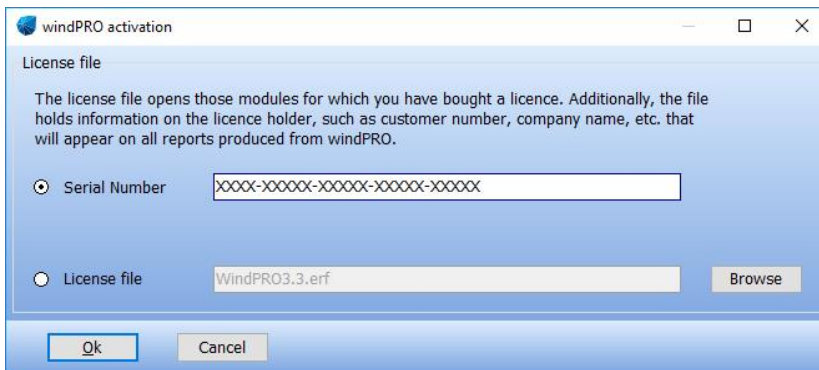 windPRO activation
License file
The license file opens those modules for which you have bought a licence. Additionally, the file
holds information on the licence holder, such as customer number, company name, etc. that
will appear on all reports produced from windPRO.
Serial Number XXXX-XXXXX-XXXXX-XXXXX-XXXXX
License file WindPRO3.3.erf Browse
Ok Cancel